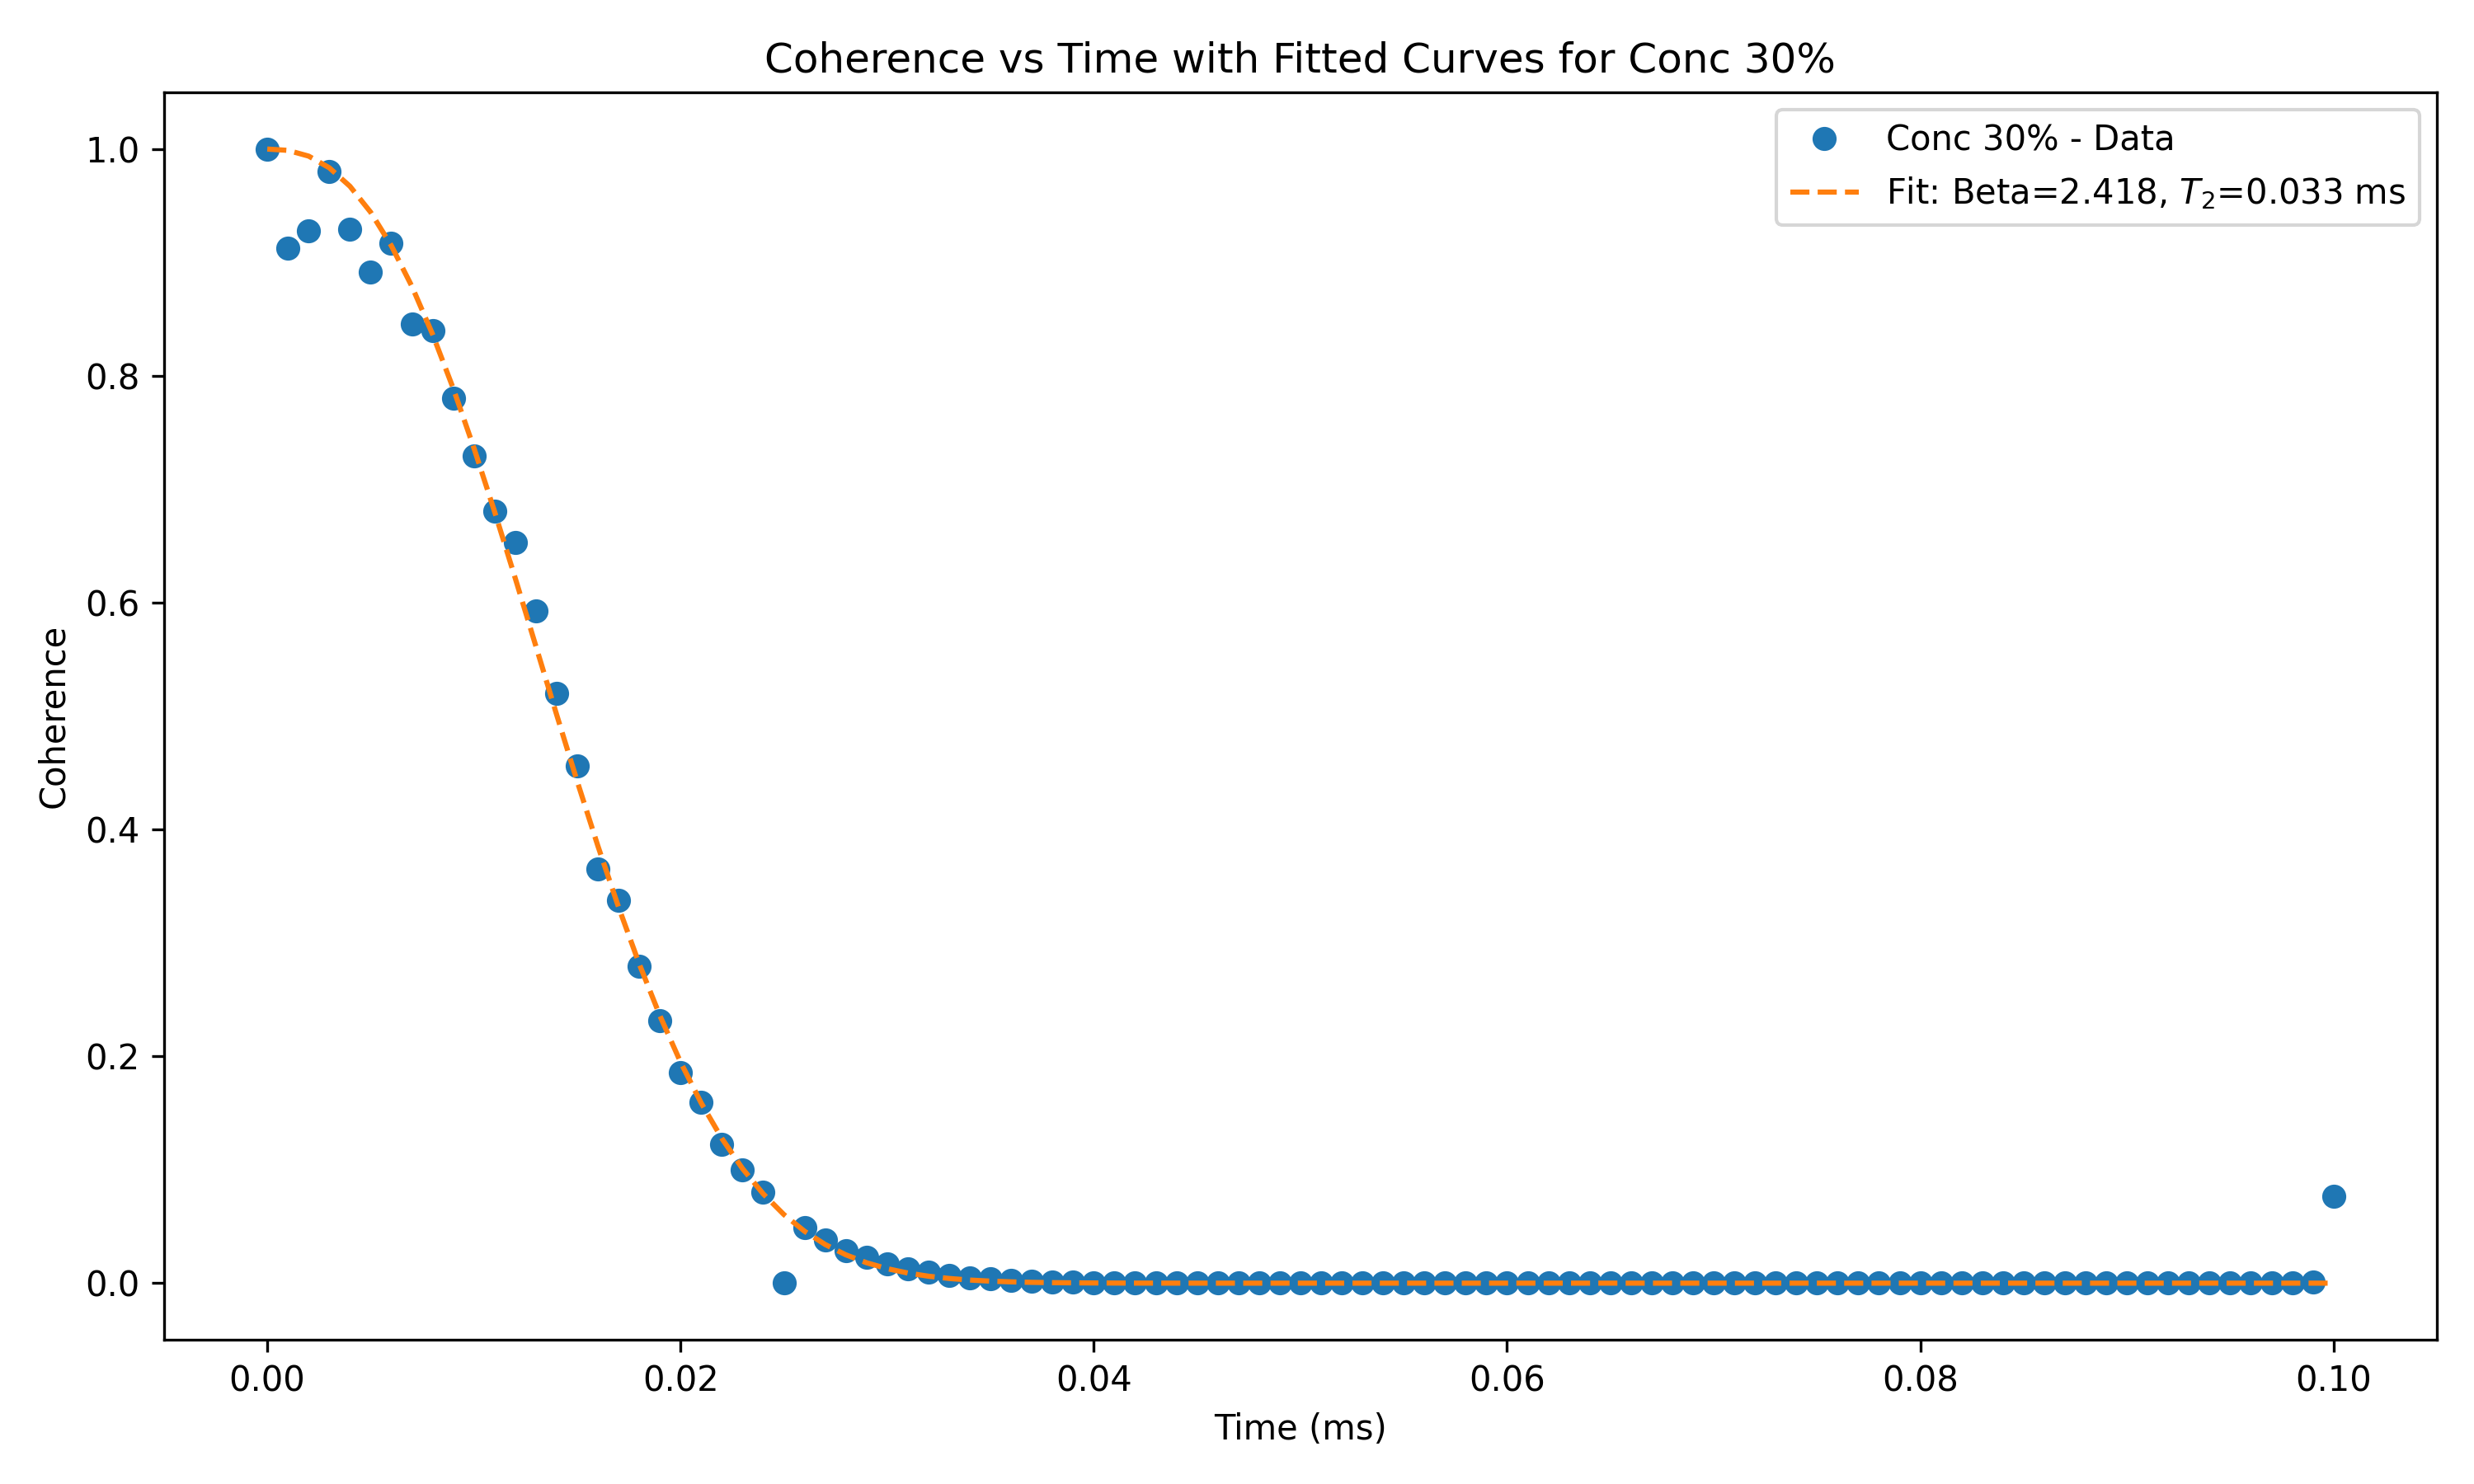 Coherence vs Time with Fitted Curves for Conc 30%
Conc 30% - Data
Fit: Beta=2.418, T₂=0.033 ms
Coherence
1.0
0.8
0.6
0.4
0.2
0.0
0.00 0.02 0.04 0.06 0.08 0.10
Time (ms)